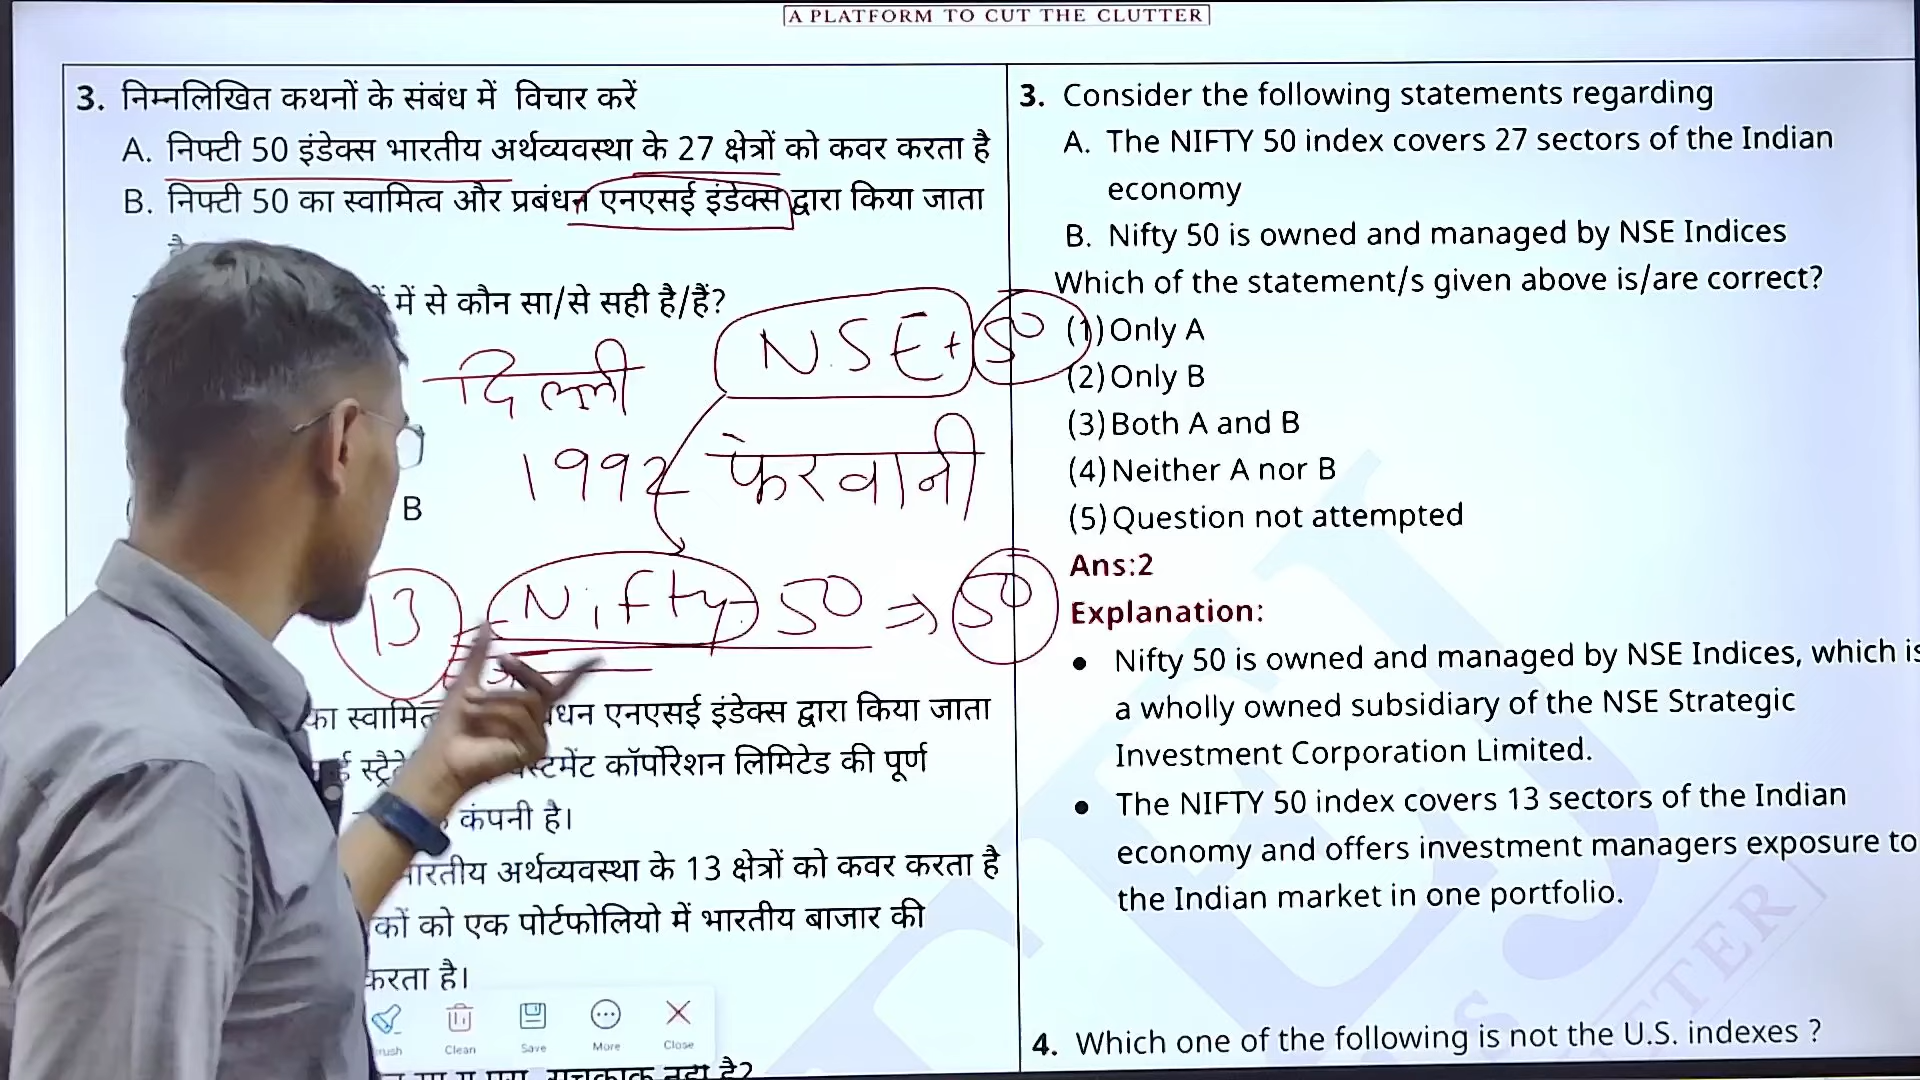 A PLATFORM TO CUT THE CLUTTER
3. निम्नलिखित कथनों के संबंध में विचार करें
A. निफ्टी 50 इंडेक्स भारतीय अर्थव्यवस्था के 27 क्षेत्रों को कवर करता है
B. निफ्टी 50 का स्वामित्व और प्रबंधन एनएसई इंडेक्स द्वारा किया जाता
में से कौन सा/से सही है/हैं?
N.S.E + 50
दिल्ली
1992 फेरवानी
B
13 Nifty 50 ⇒ 50
का स्वामित्व एनएसई इंडेक्स द्वारा किया जाता
कॉर्पोरेशन लिमिटेड की पूर्ण
कंपनी है।
भारतीय अर्थव्यवस्था के 13 क्षेत्रों को कवर करता है
को एक पोर्टफोलियो में भारतीय बाजार की
करता है।
Clean Save More Close
3. Consider the following statements regarding
A. The NIFTY 50 index covers 27 sectors of the Indian
economy
B. Nifty 50 is owned and managed by NSE Indices
Which of the statement/s given above is/are correct?
(1) Only A
(2) Only B
(3) Both A and B
(4) Neither A nor B
(5) Question not attempted
Ans:2
Explanation:
• Nifty 50 is owned and managed by NSE Indices, which is
a wholly owned subsidiary of the NSE Strategic
Investment Corporation Limited.
• The NIFTY 50 index covers 13 sectors of the Indian
economy and offers investment managers exposure to
the Indian market in one portfolio.
4. Which one of the following is not the U.S. indexes ?